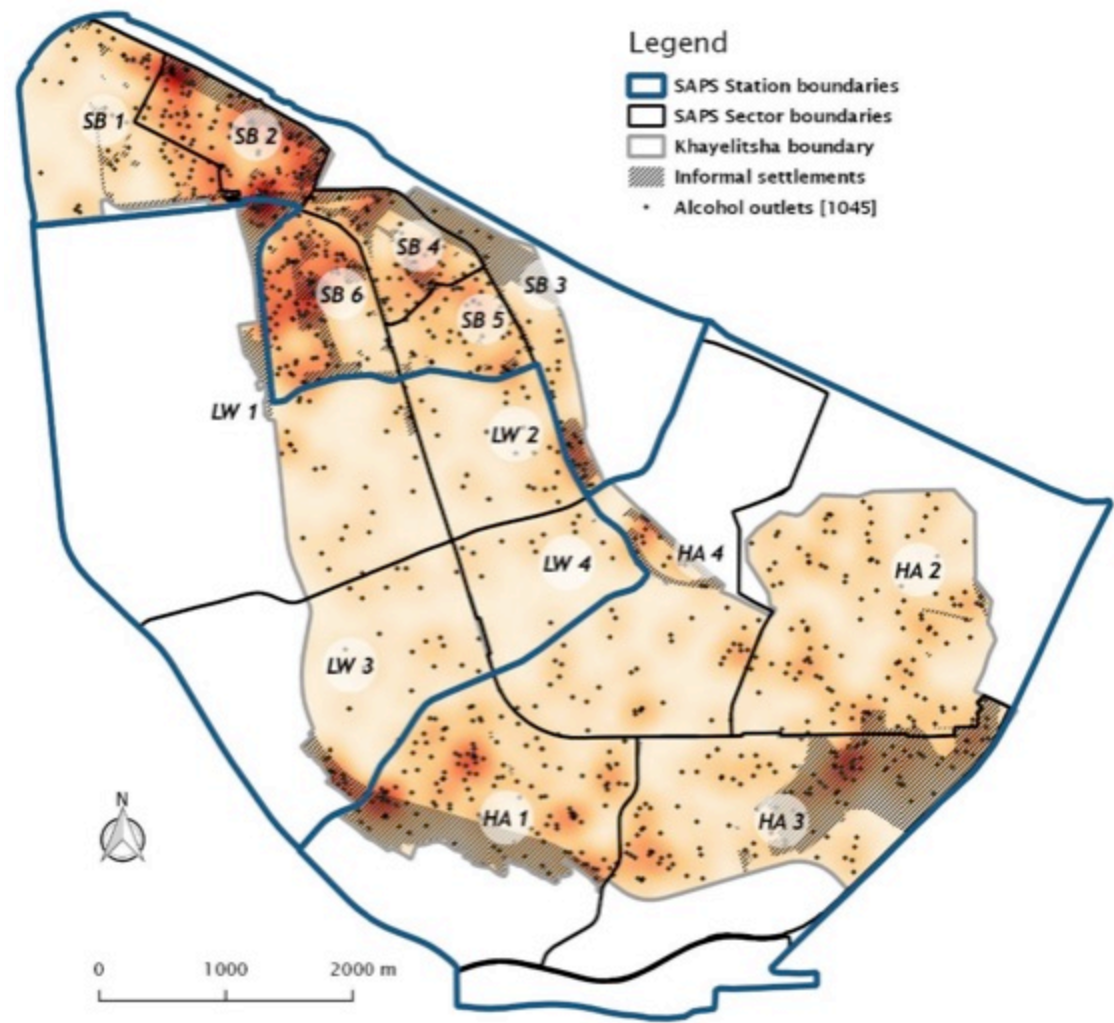 Legend
SAPS Station boundaries
SAPS Sector boundaries
Khayelitsha boundary
Informal settlements
Alcohol outlets [1045]
SB 1
SB 2
SB 4
SB 3
SB 6
SB 5
LW 1
LW 2
HA 4
LW 4
HA 2
LW 3
N
HA 1
HA 3
0 1000 2000 m